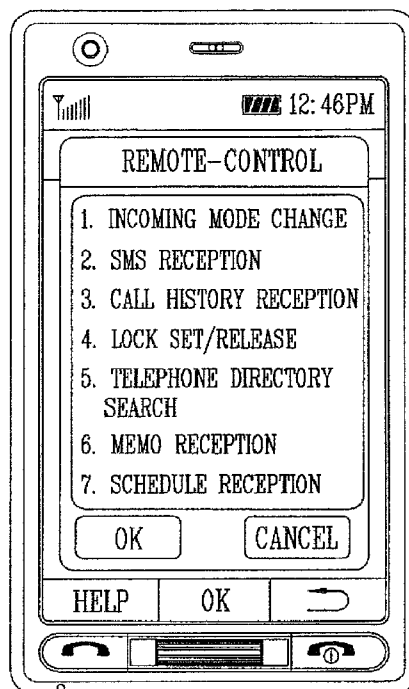 12:46PM
REMOTE-CONTROL
1. INCOMING MODE CHANGE
2. SMS RECEPTION
3. CALL HISTORY RECEPTION
4. LOCK SET/RELEASE
5. TELEPHONE DIRECTORY
SEARCH
6. MEMO RECEPTION
7. SCHEDULE RECEPTION
OK CANCEL
HELP OK